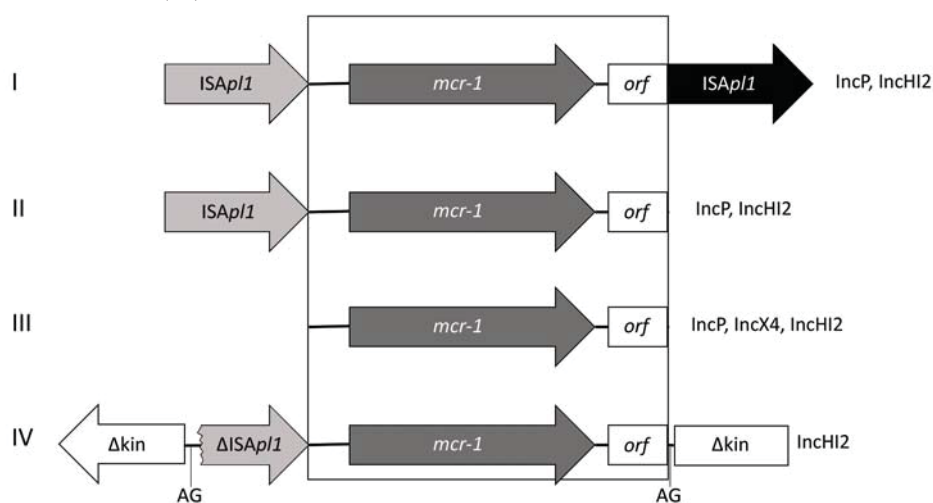 I ISApl1 mcr-1 orf ISApl1 IncP, IncHI2
II ISApl1 mcr-1 orf IncP, IncHI2
III mcr-1 orf IncP, IncX4, IncHI2
IV Δkin ΔISApl1 mcr-1 orf Δkin IncHI2
AG AG